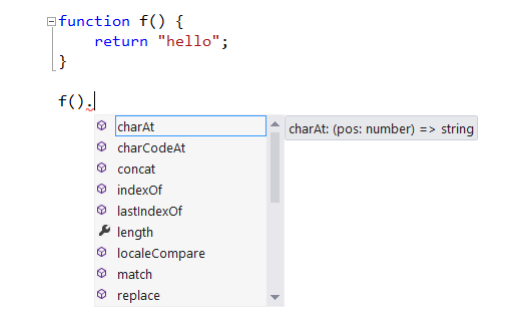 function f() {
return "hello";
}
f().
charAt
charAt: (pos: number) => string
charCodeAt
concat
indexOf
lastIndexOf
length
localeCompare
match
replace